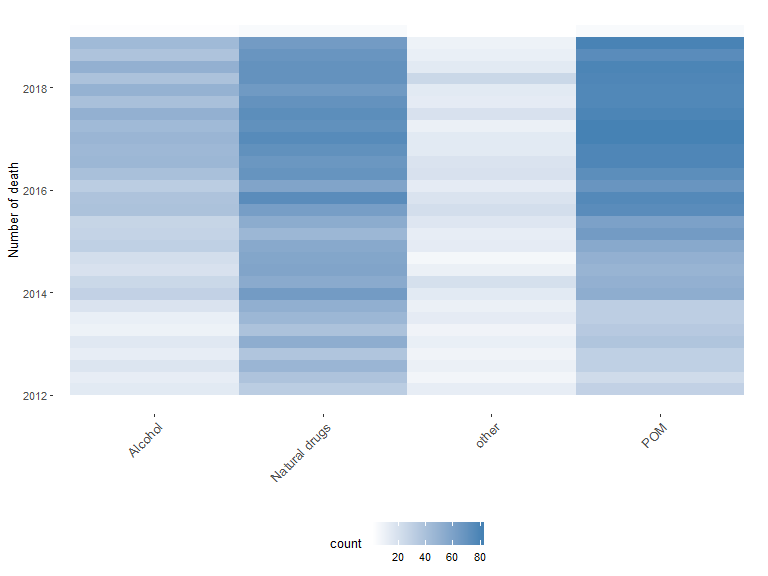 2018
2016
2014
2012
Number of death
Alcohol
Natural drugs
other
POM
count
20 40 60 80